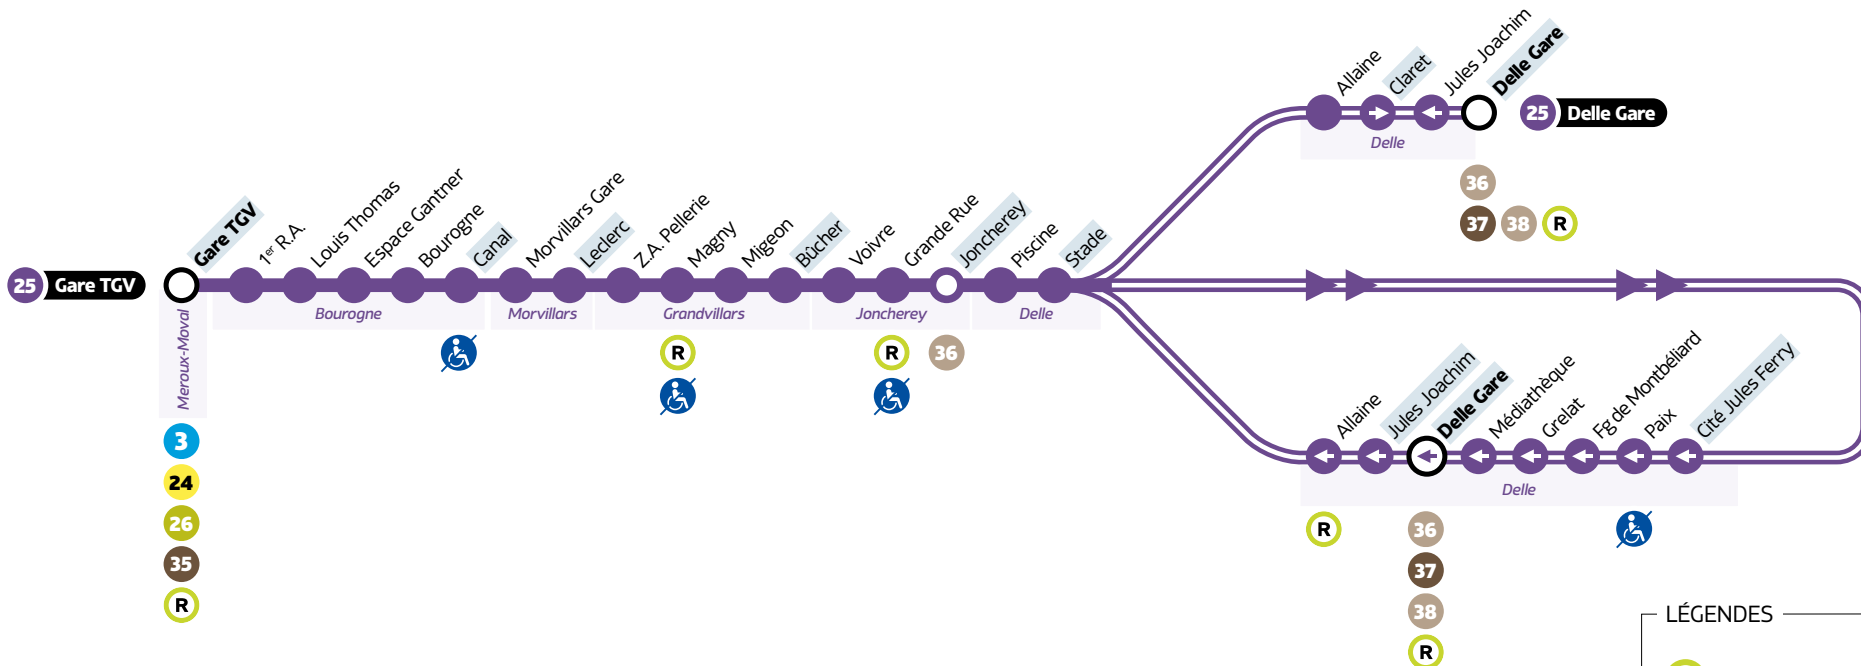 25 Gare TGV
Gare TGV
1er R.A.
Louis Thomas
Espace Gantner
Bourogne
Canal
Morvillars Gare
Leclerc
Z.A. Pellerie
Magny
Migeon
Bûcher
Voivre
Grande Rue
Joncherey
Piscine
Stade
Meroux-Moval
Bourogne
Morvillars
Grandvillars
Joncherey
Delle
3
24
26
35
R
R
R
36
Allaine
Claret
Jules Joachim
Delle Gare
25 Delle Gare
Delle
36
37 38 R
Allaine
Jules Joachim
Delle Gare
Médiathèque
Grelat
Fg de Montbéliard
Paix
Cité Jules Ferry
Delle
R
36
37
38
R
LÉGENDES